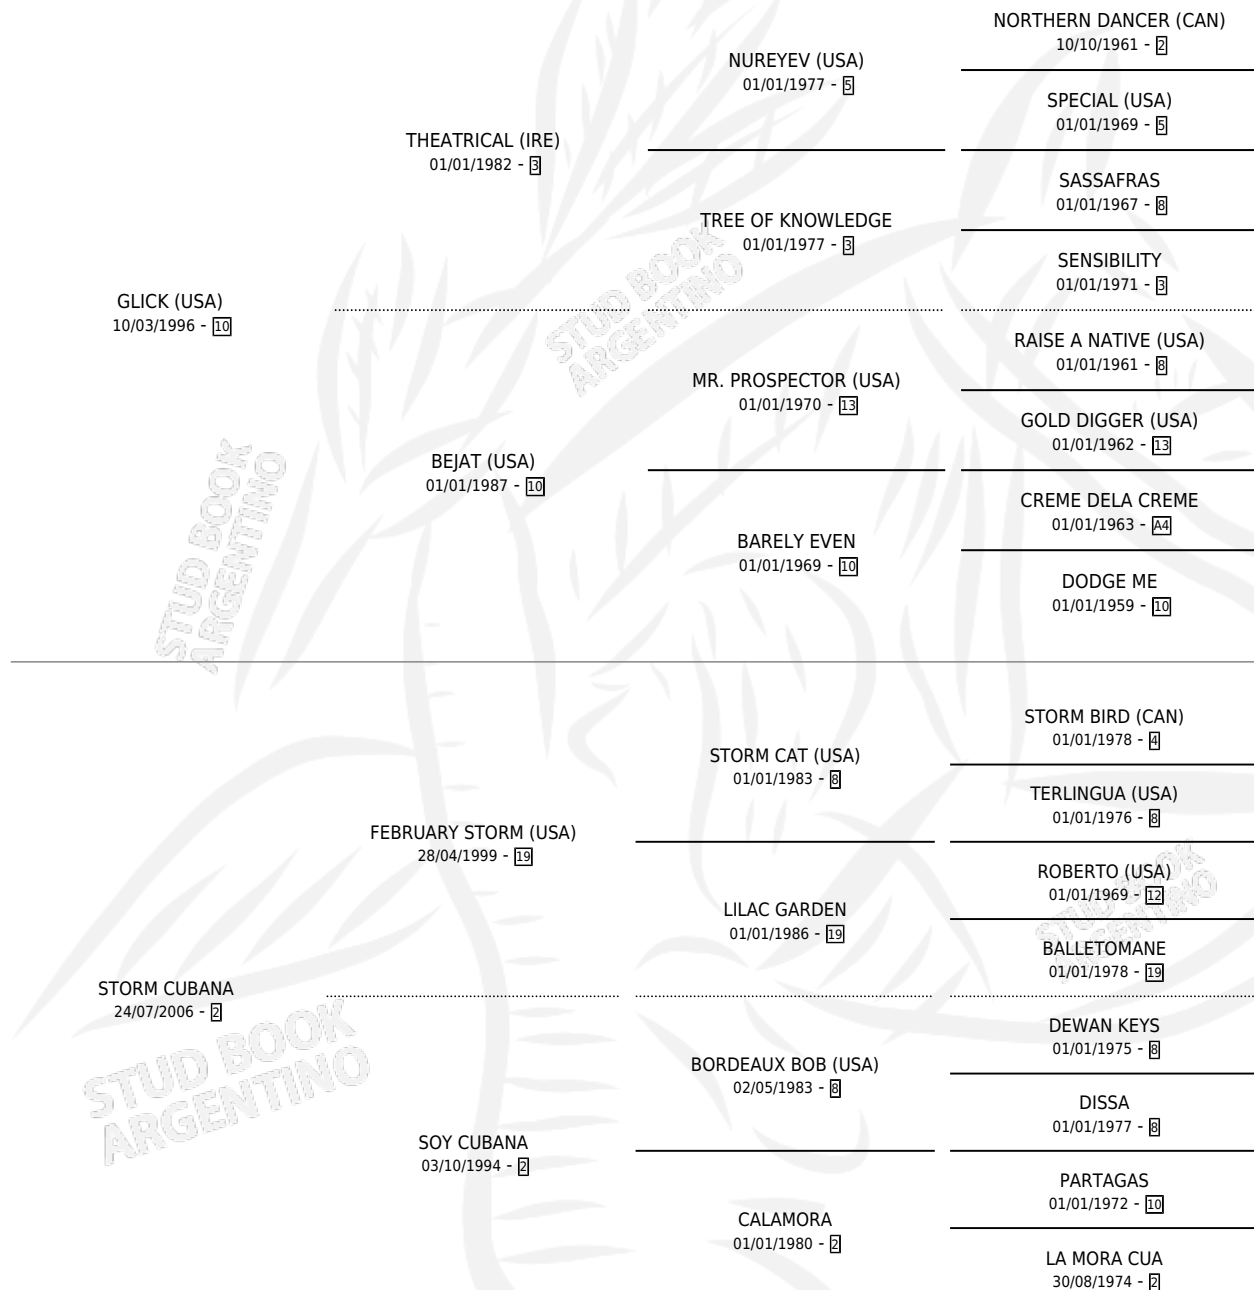 NORTHERN DANCER (CAN)
10/10/1961 - 2
NUREYEV (USA)
01/01/1977 - 5
SPECIAL (USA)
01/01/1969 - 5
THEATRICAL (IRE)
01/01/1982 - 3
SASSAFRAS
01/01/1967 - 8
TREE OF KNOWLEDGE
01/01/1977 - 3
SENSIBILITY
01/01/1971 - 3
GLICK (USA)
10/03/1996 - 10
RAISE A NATIVE (USA)
01/01/1961 - 8
MR. PROSPECTOR (USA)
01/01/1970 - 13
GOLD DIGGER (USA)
01/01/1962 - 13
BEJAT (USA)
01/01/1987 - 10
CREME DELA CREME
01/01/1963 - A4
BARELY EVEN
01/01/1969 - 10
DODGE ME
01/01/1959 - 10
STORM BIRD (CAN)
01/01/1978 - 4
STORM CAT (USA)
01/01/1983 - 8
TERLINGUA (USA)
01/01/1976 - 8
FEBRUARY STORM (USA)
28/04/1999 - 19
ROBERTO (USA)
01/01/1969 - 12
LILAC GARDEN
01/01/1986 - 19
BALLETOMANE
01/01/1978 - 19
STORM CUBANA
24/07/2006 - 2
DEWAN KEYS
01/01/1975 - 8
BORDEAUX BOB (USA)
02/05/1983 - 8
DISSA
01/01/1977 - 8
SOY CUBANA
03/10/1994 - 2
PARTAGAS
01/01/1972 - 10
CALAMORA
01/01/1980 - 2
LA MORA CUA
30/08/1974 - 2
STUD BOOK
ARGENTINO
STUD BOOK
ARGENTINO
STUD BOOK
ARGENTINO
STUD BOOK
ARGENTINO